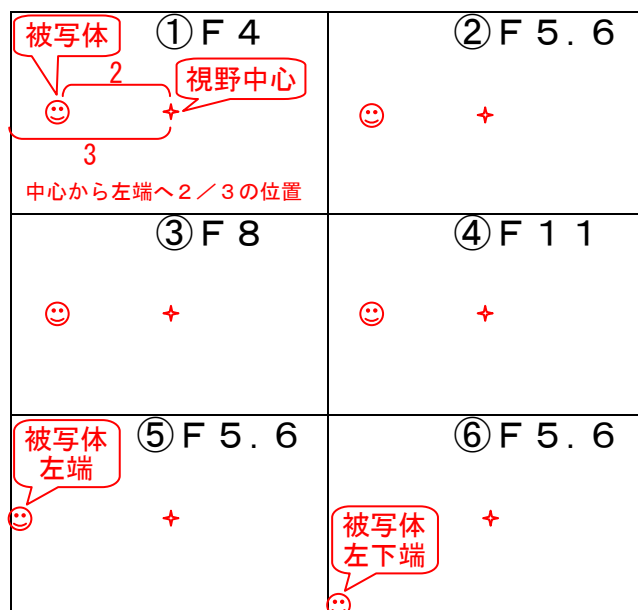 ①Ｆ４
被写体
2
視野中心
3
中心から左端へ２／３の位置
②Ｆ５.６
③Ｆ８
④Ｆ１１
⑤Ｆ５.６
被写体
左端
⑥Ｆ５.６
被写体
左下端